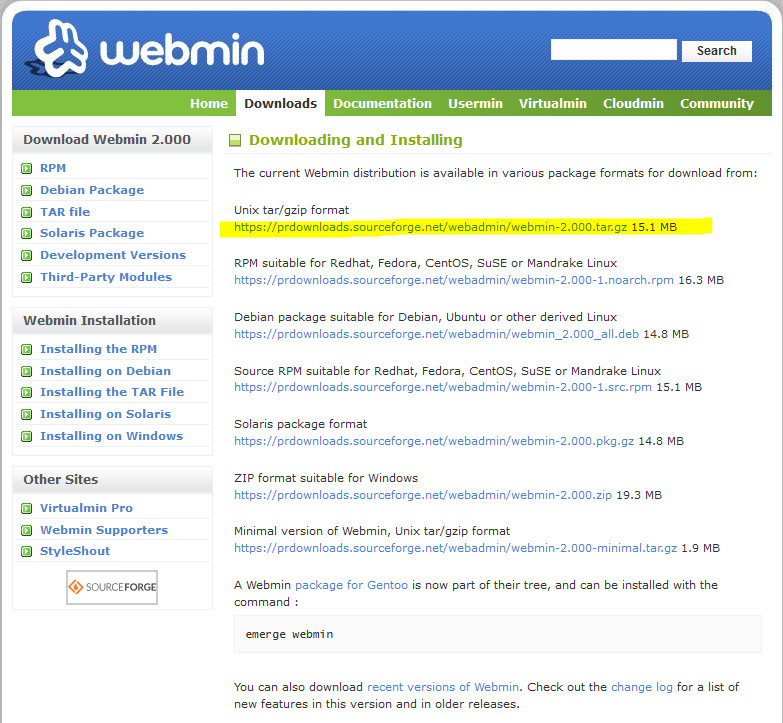 webmin
Search
Home Downloads Documentation Usermin Virtualmin Cloudmin Community
Download Webmin 2.000
RPM
Debian Package
TAR file
Solaris Package
Development Versions
Third-Party Modules
Webmin Installation
Installing the RPM
Installing on Debian
Installing the TAR File
Installing on Solaris
Installing on Windows
Other Sites
Virtualmin Pro
Webmin Supporters
StyleShout
SOURCEFORGE
Downloading and Installing
The current Webmin distribution is available in various package formats for download from:
Unix tar/gzip format
https://prdownloads.sourceforge.net/webadmin/webmin-2.000.tar.gz 15.1 MB
RPM suitable for Redhat, Fedora, CentOS, SuSE or Mandrake Linux
https://prdownloads.sourceforge.net/webadmin/webmin-2.000-1.noarch.rpm 16.3 MB
Debian package suitable for Debian, Ubuntu or other derived Linux
https://prdownloads.sourceforge.net/webadmin/webmin_2.000_all.deb 14.8 MB
Source RPM suitable for Redhat, Fedora, CentOS, SuSE or Mandrake Linux
https://prdownloads.sourceforge.net/webadmin/webmin-2.000-1.src.rpm 15.1 MB
Solaris package format
https://prdownloads.sourceforge.net/webadmin/webmin-2.000.pkg.gz 14.8 MB
ZIP format suitable for Windows
https://prdownloads.sourceforge.net/webadmin/webmin-2.000.zip 19.3 MB
Minimal version of Webmin, Unix tar/gzip format
https://prdownloads.sourceforge.net/webadmin/webmin-2.000-minimal.tar.gz 1.9 MB
A Webmin package for Gentoo is now part of their tree, and can be installed with the
command :
emerge webmin
You can also download recent versions of Webmin. Check out the change log for a list of
new features in this version and in older releases.